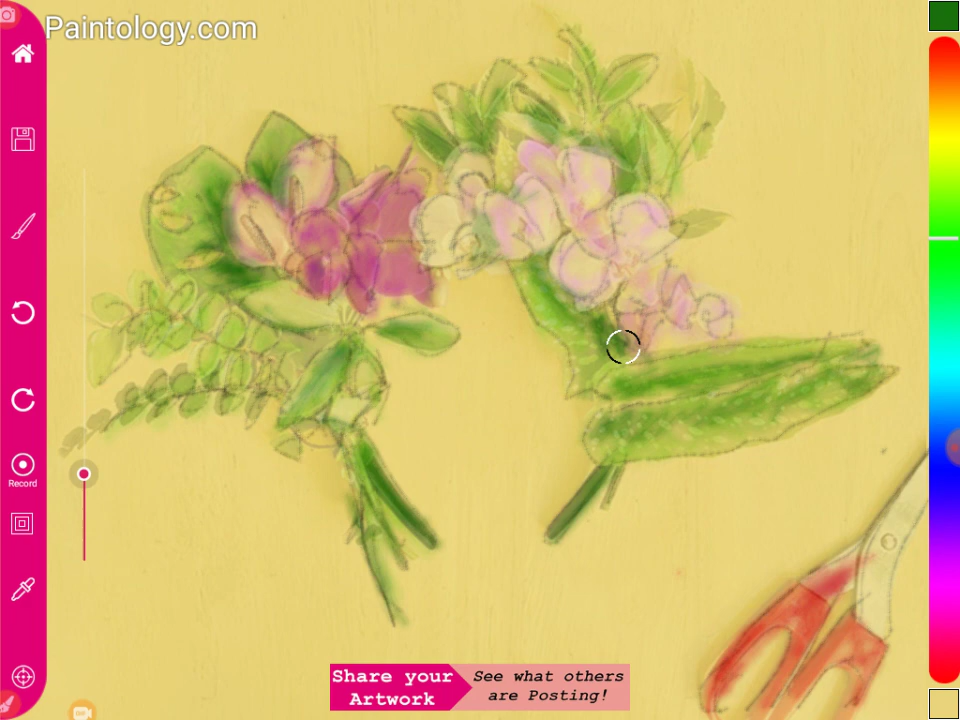 Paintology.com
Record
Share your
Artwork
See what others
are Posting!